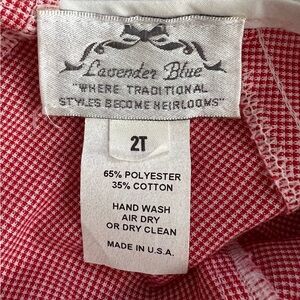 Lavender Blue
"WHERE TRADITIONAL
STYLES BECOME HEIRLOOMS"
2T
65% POLYESTER
35% COTTON
HAND WASH
AIR DRY
OR DRY CLEAN
MADE IN U.S.A.